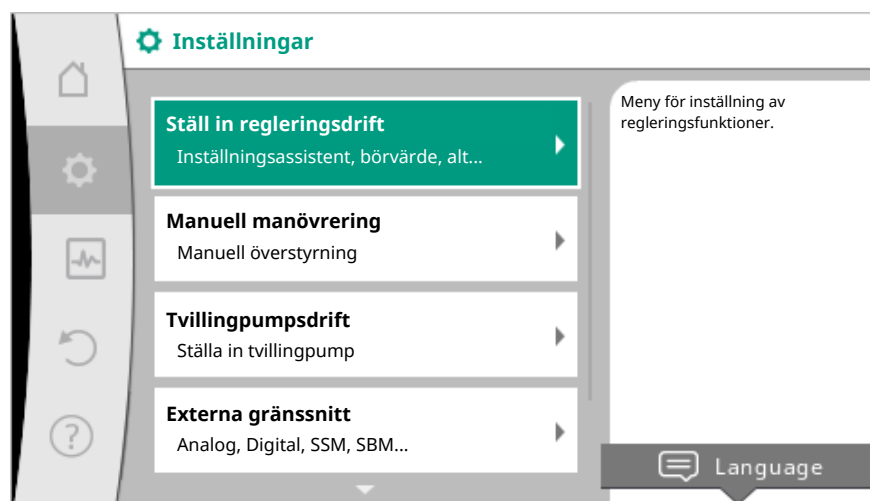 Inställningar
Ställ in regleringsdrift
Inställningsassistent, börvärde, alt...
Manuell manövrering
Manuell överstyrning
Tvillingpumpsdrift
Ställa in tvillingpump
Externa gränssnitt
Analog, Digital, SSM, SBM...
Meny för inställning av
regleringsfunktioner.
Language